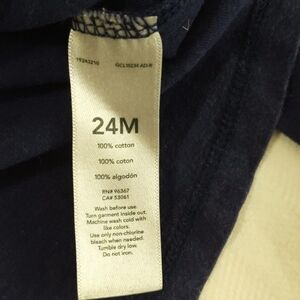 24M
100% cotton
100% coton
100% algodón
RN# 96367
CA# 53061
Wash before use.
Turn garment inside out.
Machine wash cold with
like colors.
Use only non-chlorine
bleach when needed.
Tumble dry low.
Do not iron.